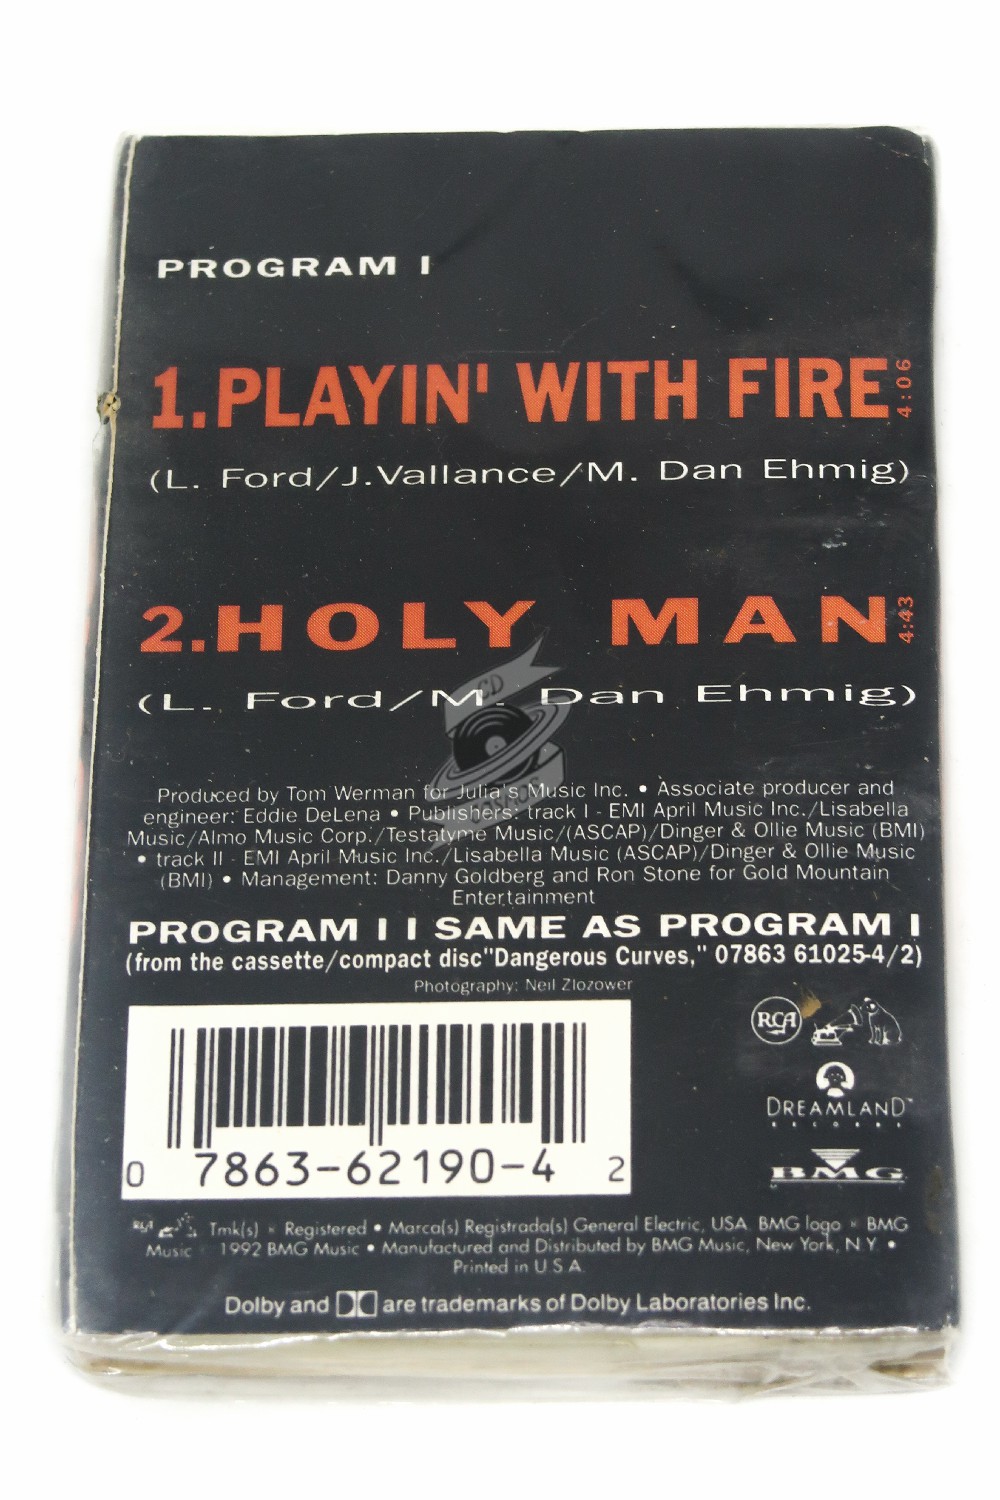 PROGRAM I
1. PLAYIN' WITH FIRE 4:06
(L. Ford/J.Vallance/M. Dan Ehmig)
2. HOLY MAN 4:43
(L. Ford/M. Dan Ehmig)
CD
Produced by Tom Werman for Julia's Music Inc. • Associate producer and
engineer: Eddie DeLena • Publishers: track I - EMI April Music Inc./Lisabella
Music/Almo Music Corp./Testatyme Music/(ASCAP)/Dinger & Ollie Music (BMI)
• track II - EMI April Music Inc./Lisabella Music (ASCAP)/Dinger & Ollie Music
(BMI) • Management: Danny Goldberg and Ron Stone for Gold Mountain
Entertainment
PROGRAM II SAME AS PROGRAM I
(from the cassette/compact disc"Dangerous Curves," 07863 61025-4/2)
Photography: Neil Zlozower
RCA
DREAMLAND™
RECORDS
BMG
0 7863-62190-4 2
RCA Tmk(s) ® Registered • Marca(s) Registrada(s) General Electric, USA. BMG logo ® BMG
Music 1992 BMG Music • Manufactured and Distributed by BMG Music, New York, N.Y. •
Printed in U.S.A.
Dolby and DD are trademarks of Dolby Laboratories Inc.